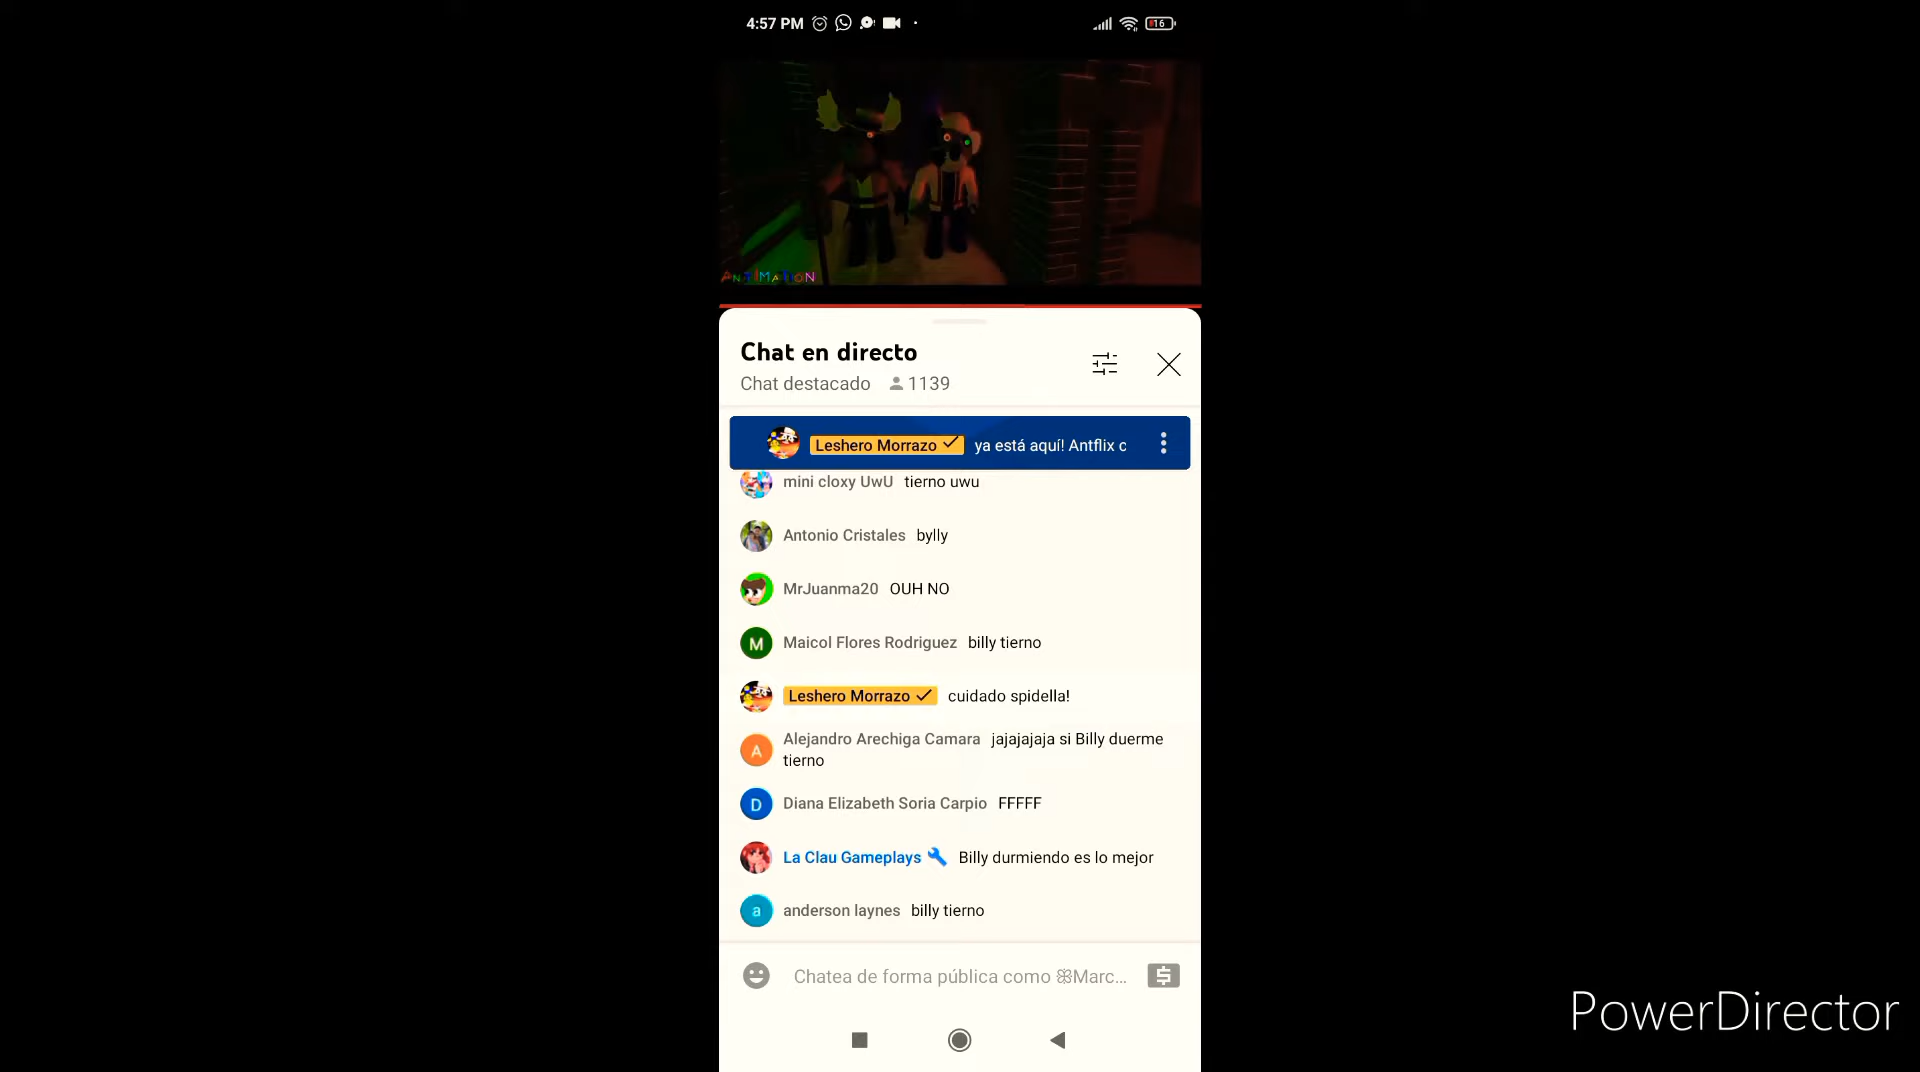 4:57 PM
16
AntIMatION
Chat en directo
Chat destacado 1139
Leshero Morrazo ya está aquí! Antflix c
mini cloxy UwU tierno uwu
Antonio Cristales bylly
MrJuanma20 OUH NO
M Maicol Flores Rodriguez billy tierno
Leshero Morrazo cuidado spidella!
A Alejandro Arechiga Camara jajajajaja si Billy duerme
tierno
D Diana Elizabeth Soria Carpio FFFFF
La Clau Gameplays Billy durmiendo es lo mejor
a anderson laynes billy tierno
Chatea de forma pública como ꕥMarc...
PowerDirector